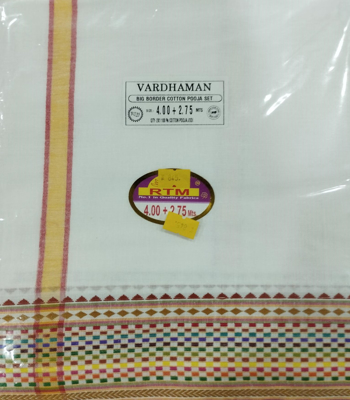 VARDHAMAN
BIG BORDER COTTON POOJA SET
4.00 + 2.75 MTS
RTM
No.1 in Quality Fabrics
4.00 + 2.75 Mts